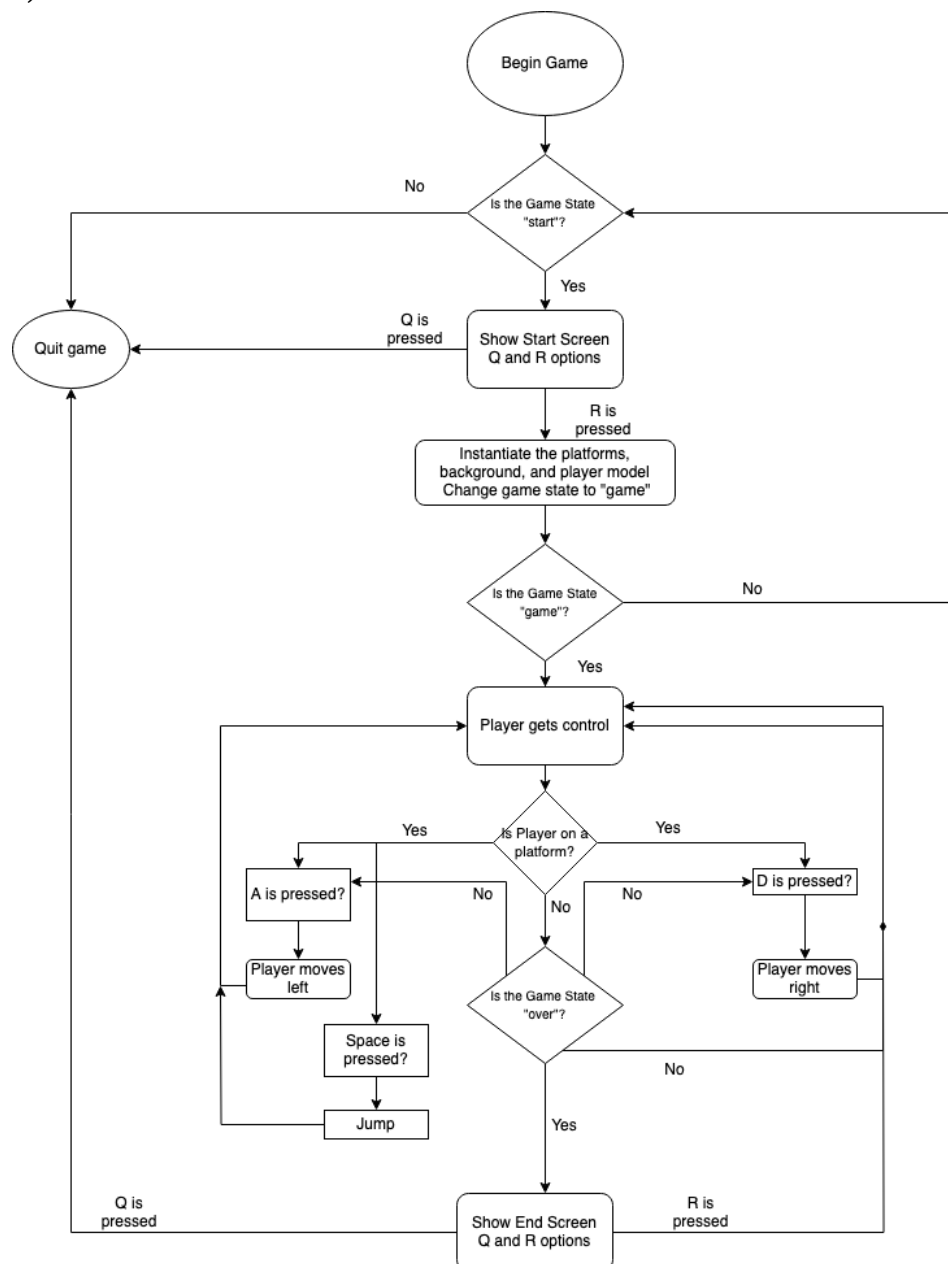 Begin Game
No
Is the Game State
"start"?
Yes
Q is
pressed
Quit game
Show Start Screen
Q and R options
R is
pressed
Instantiate the platforms,
background, and player model
Change game state to "game"
Is the Game State
"game"?
No
Yes
Player gets control
Yes
Is Player on a
platform?
Yes
A is pressed?
No
No
No
D is pressed?
Player moves
left
Is the Game State
"over"?
Player moves
right
Space is
pressed?
No
Jump
Yes
Q is
pressed
Show End Screen
Q and R options
R is
pressed